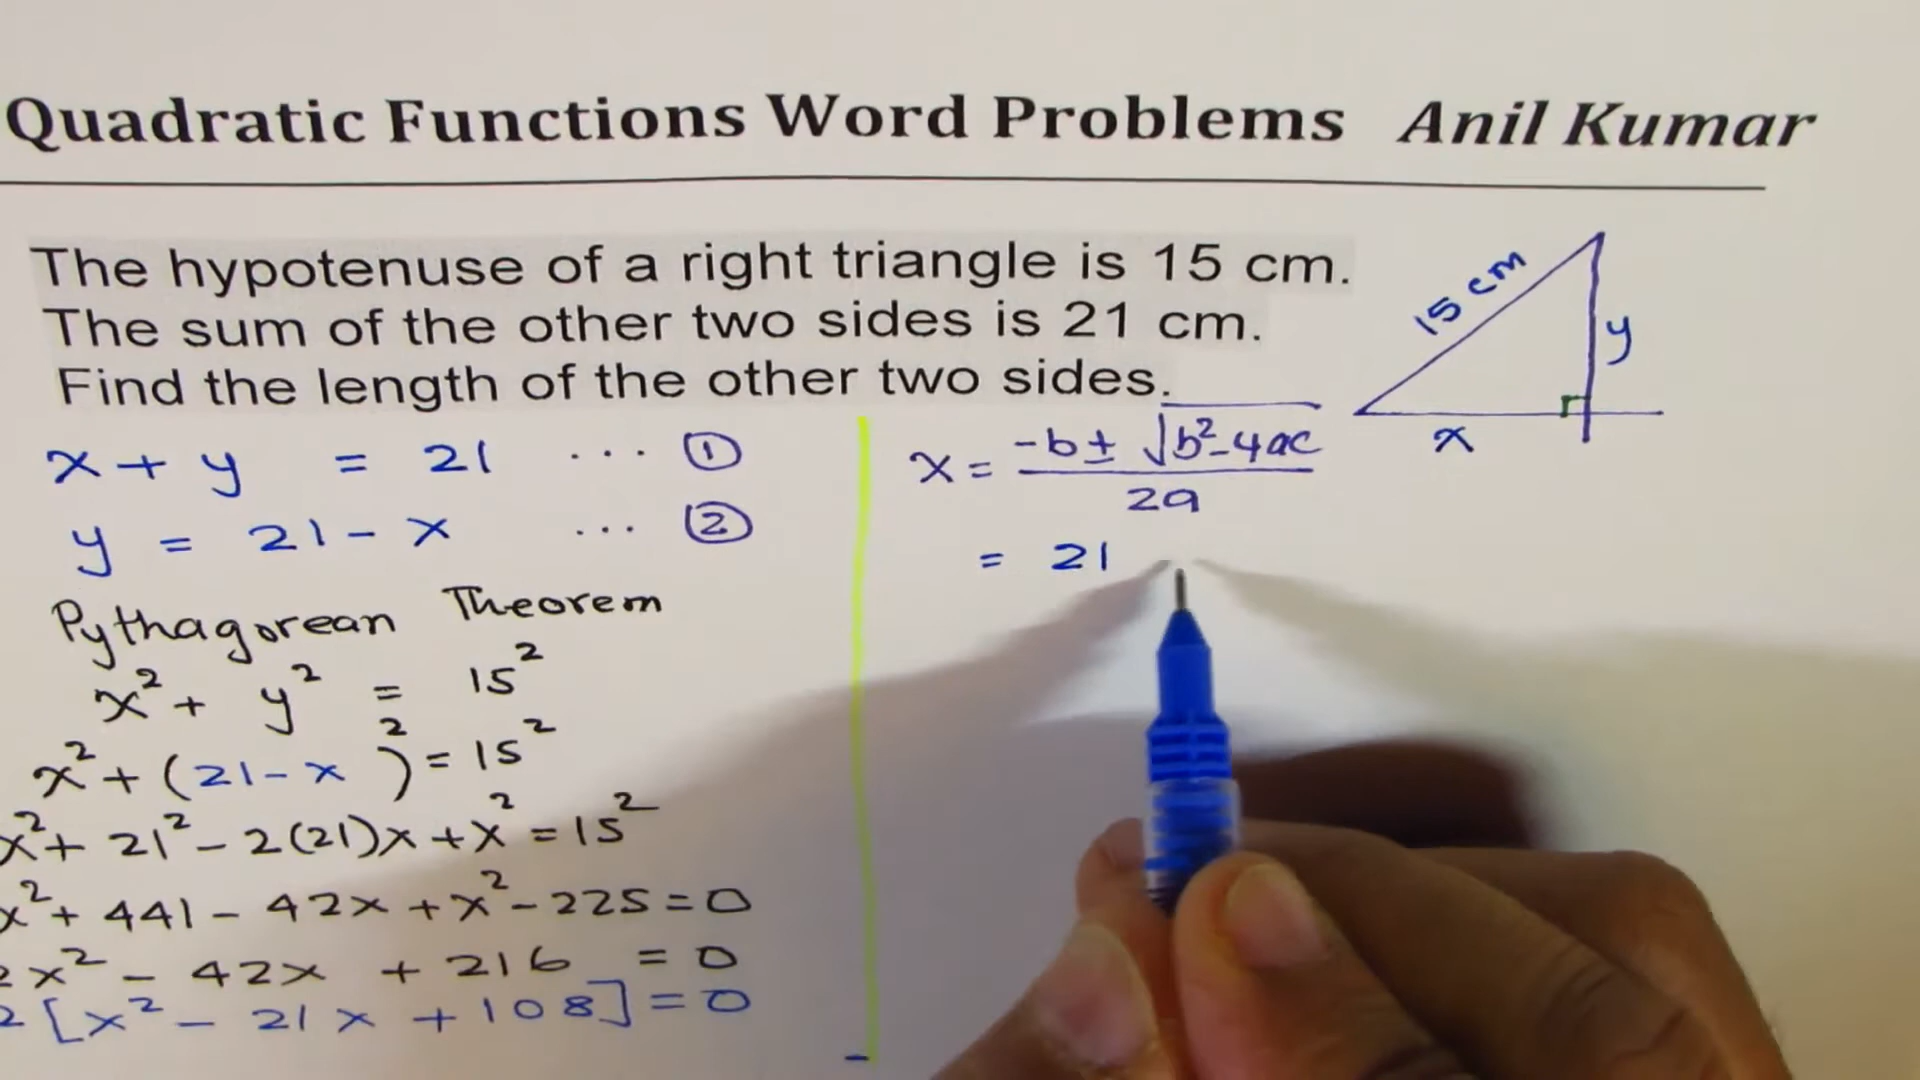 Quadratic Functions Word Problems Anil Kumar
The hypotenuse of a right triangle is 15 cm.
The sum of the other two sides is 21 cm.
Find the length of the other two sides.
15 cm
y
x
x + y = 21 ... ①
y = 21 - x ... ②
Pythagorean Theorem
x² + y² = 15²
x² + (21 - x )² = 15²
x² + 21² - 2(21)x + x² = 15²
x² + 441 - 42x + x² - 225 = 0
2x² - 42x + 216 = 0
2 [x² - 21x + 108] = 0
x = -b ± √b² - 4ac / 2a
= 21